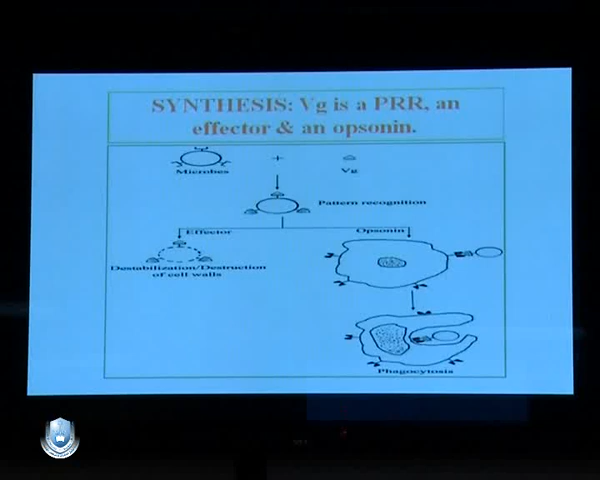 SYNTHESIS: Vg is a PRR, an
effector & an opsonin.
Microbes + Vg
Pattern recognition
Effector Opsonin
Destabilization/Destruction
of cell walls
Phagocytosis